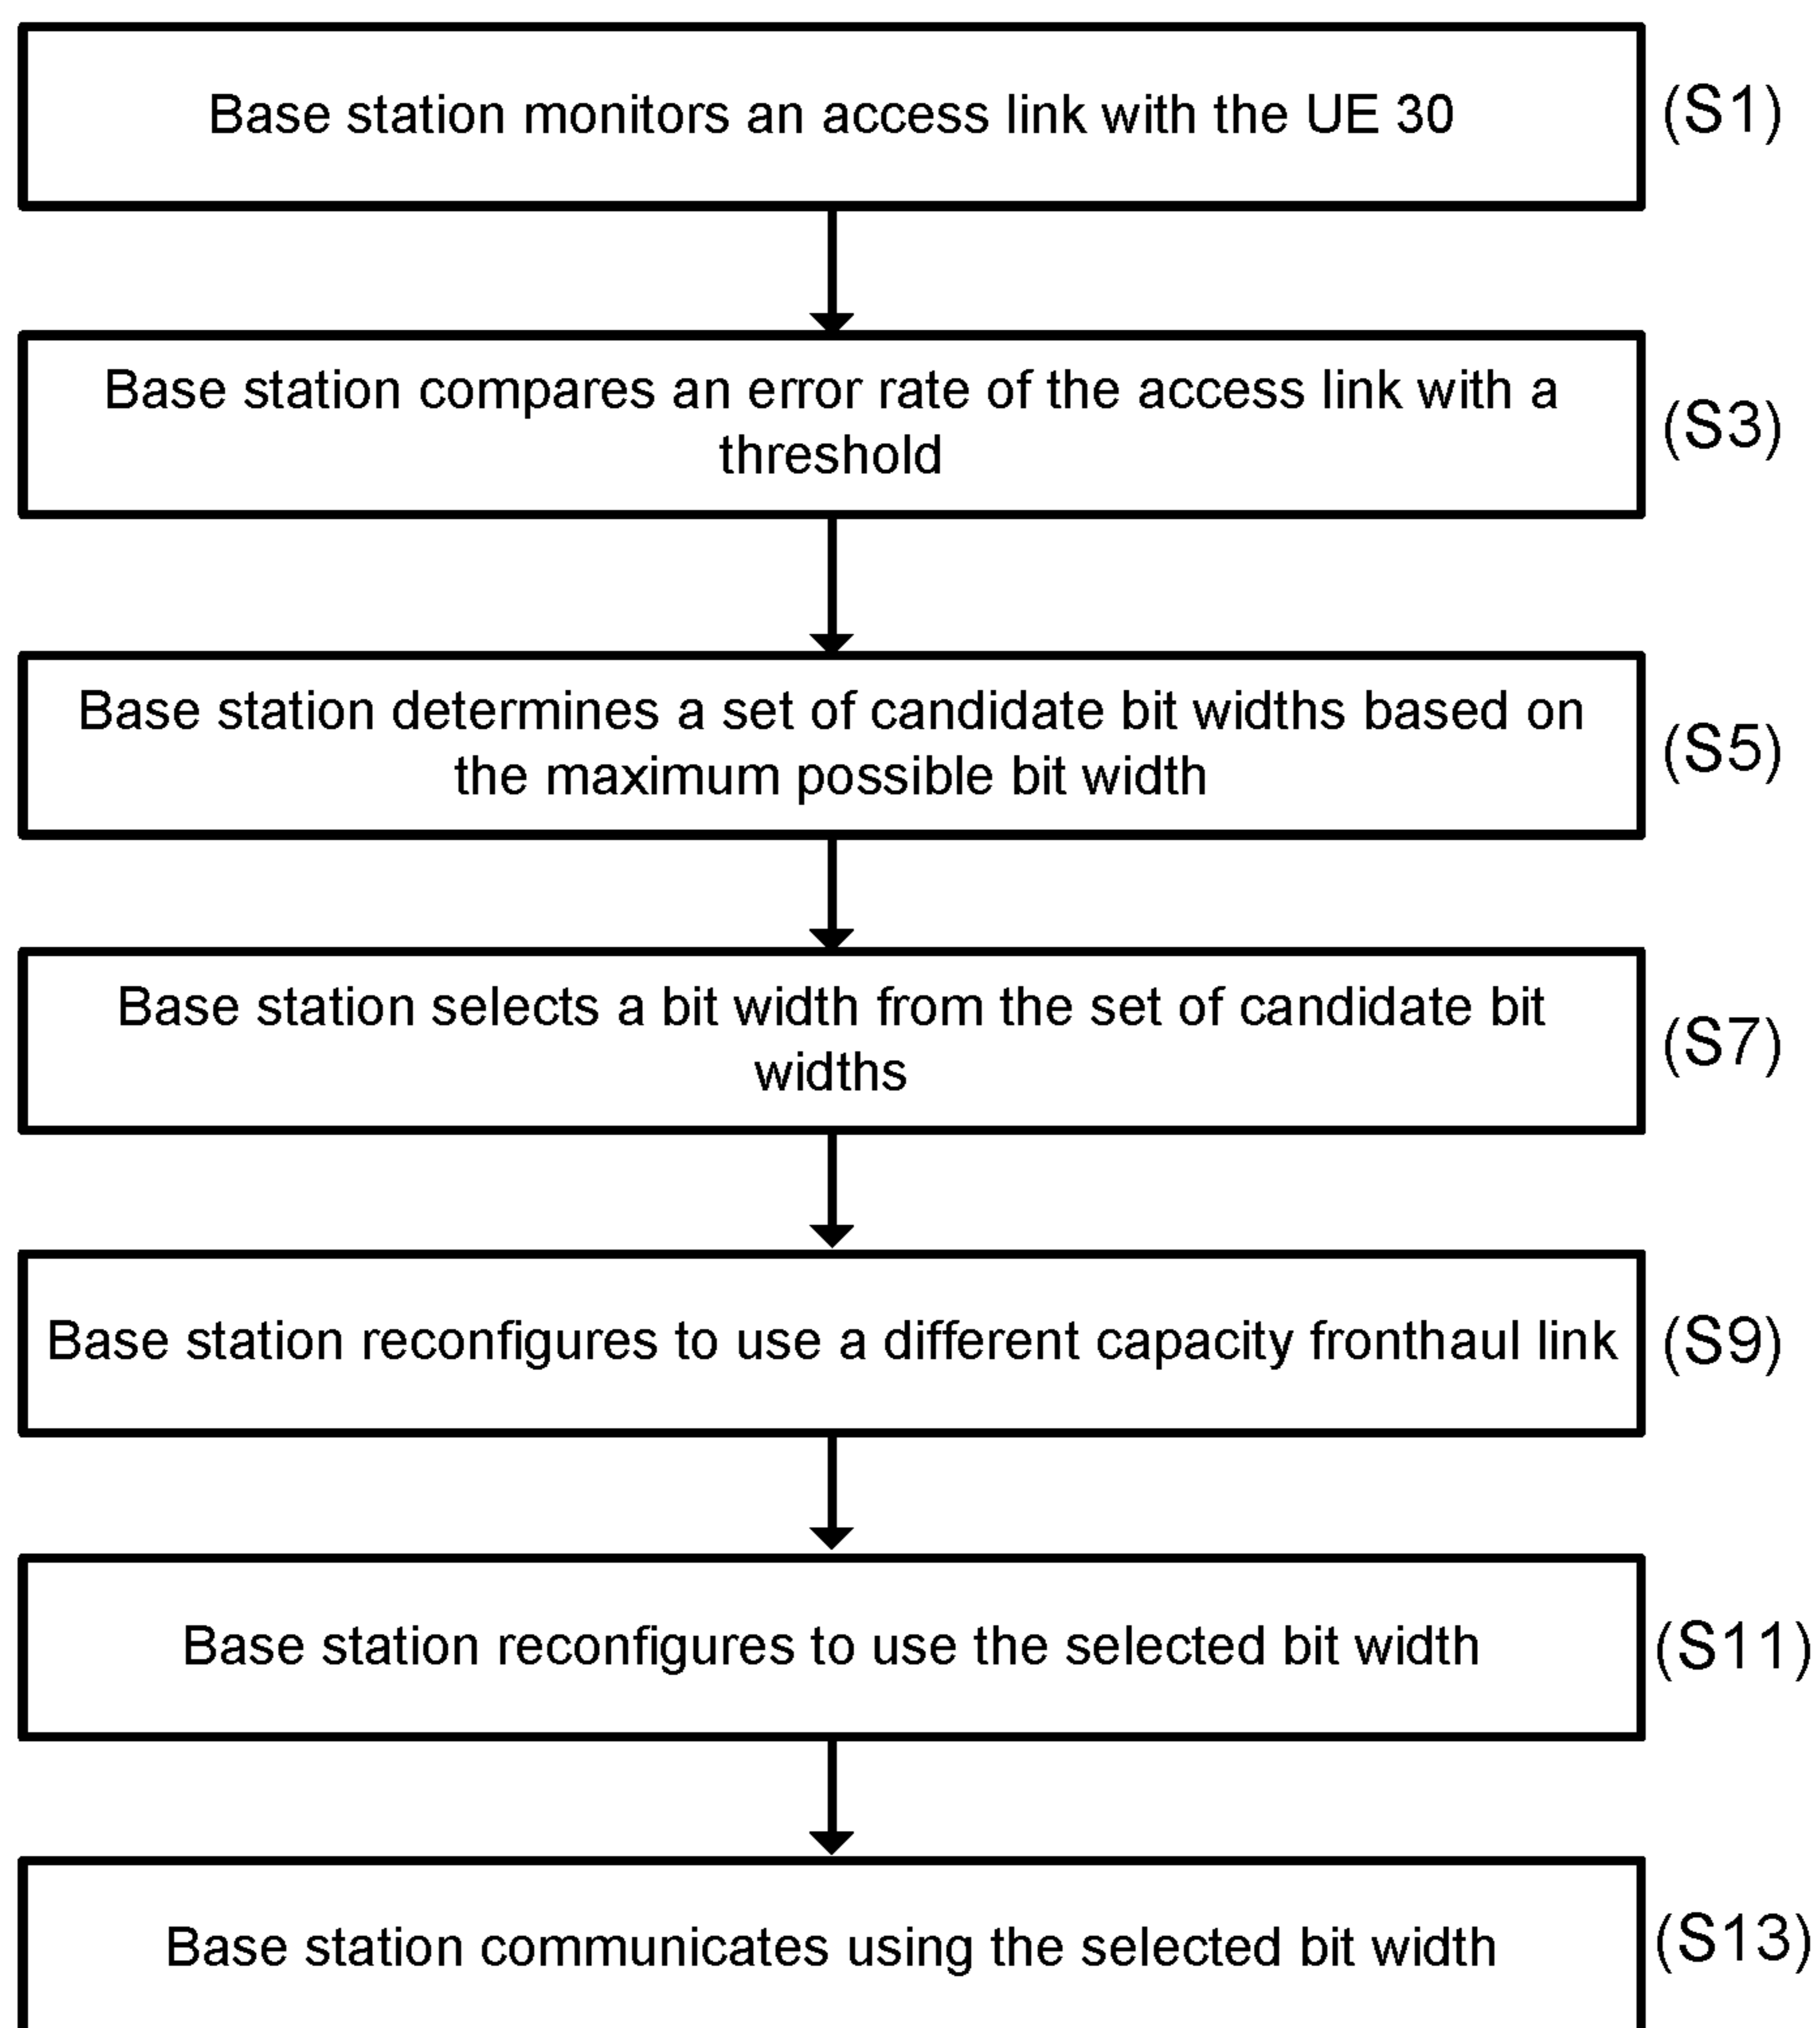 Base station monitors an access link with the UE 30
(S1)
Base station compares an error rate of the access link with a
threshold
(S3)
Base station determines a set of candidate bit widths based on
the maximum possible bit width
(S5)
Base station selects a bit width from the set of candidate bit
widths
(S7)
Base station reconfigures to use a different capacity fronthaul link
(S9)
Base station reconfigures to use the selected bit width
(S11)
Base station communicates using the selected bit width
(S13)